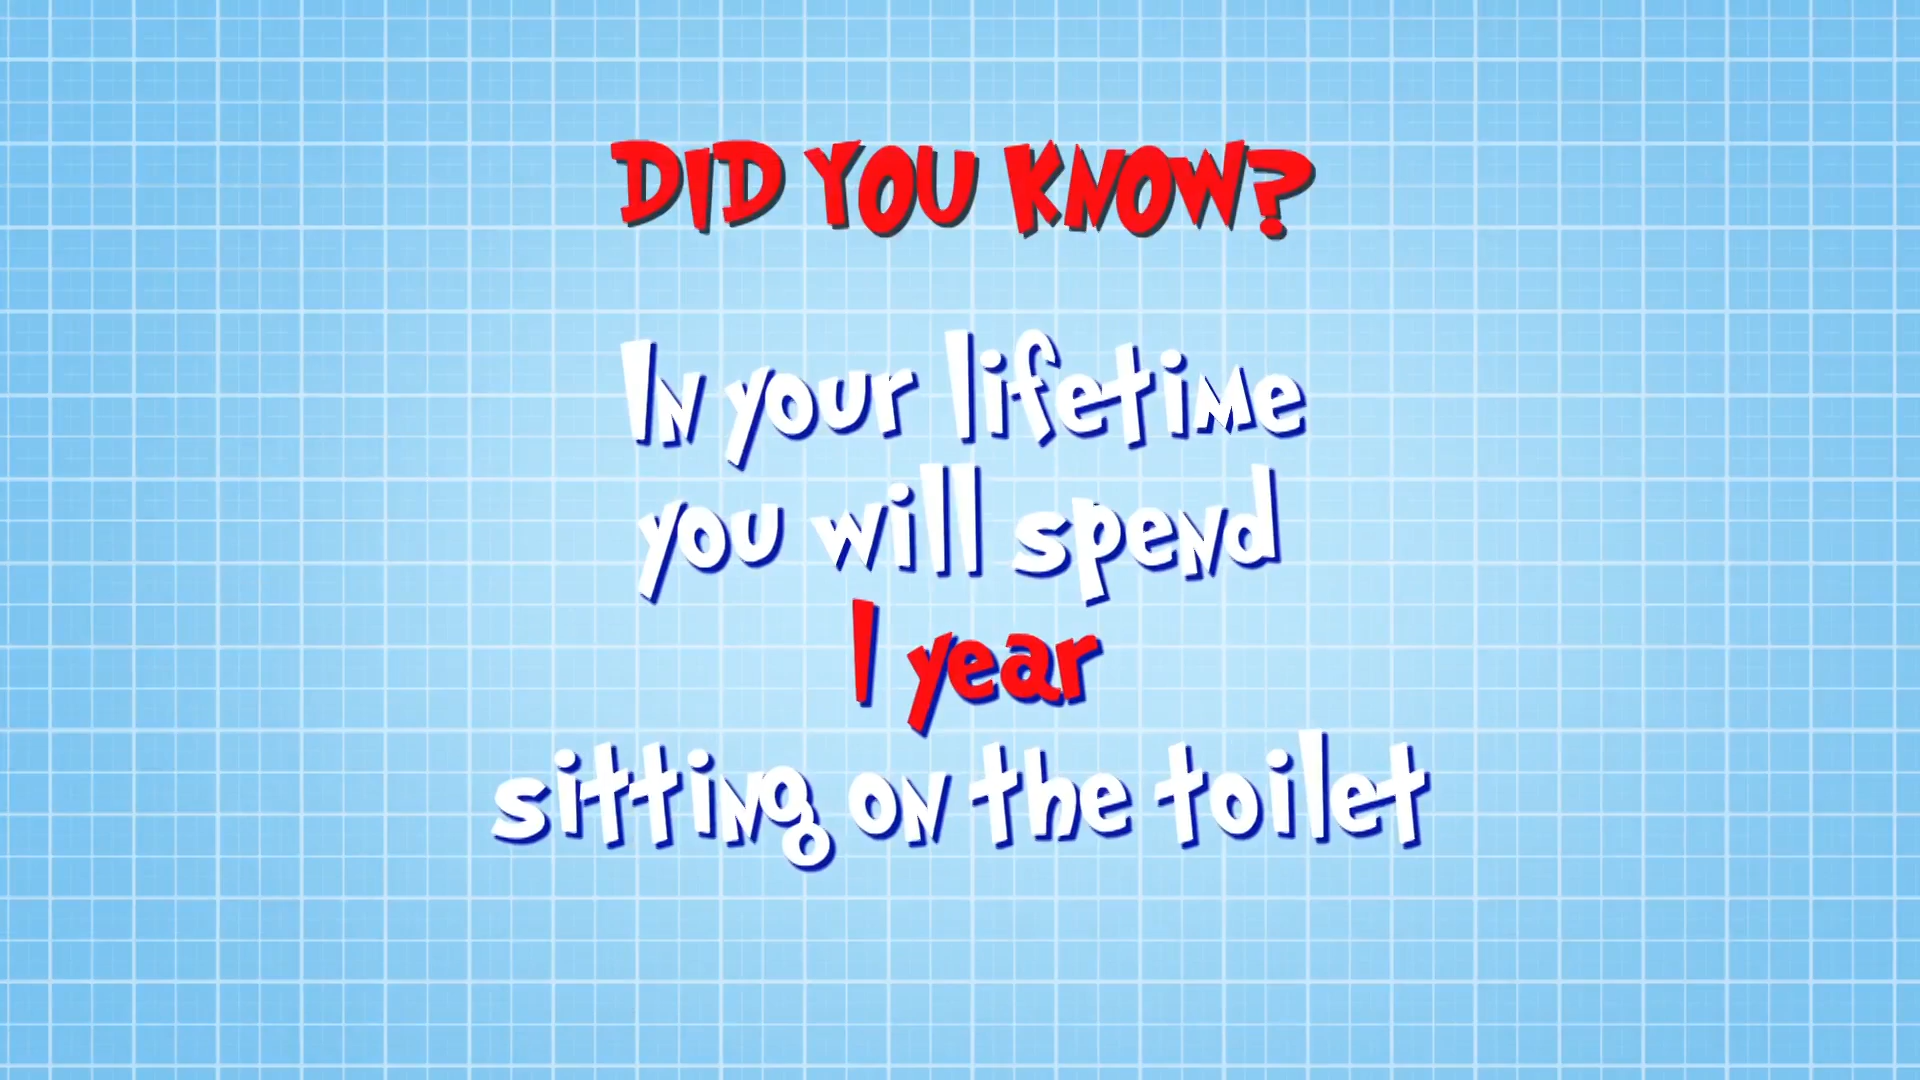 DID YOU KNOW?
In your lifetime
you will spend
1 year
sitting on the toilet